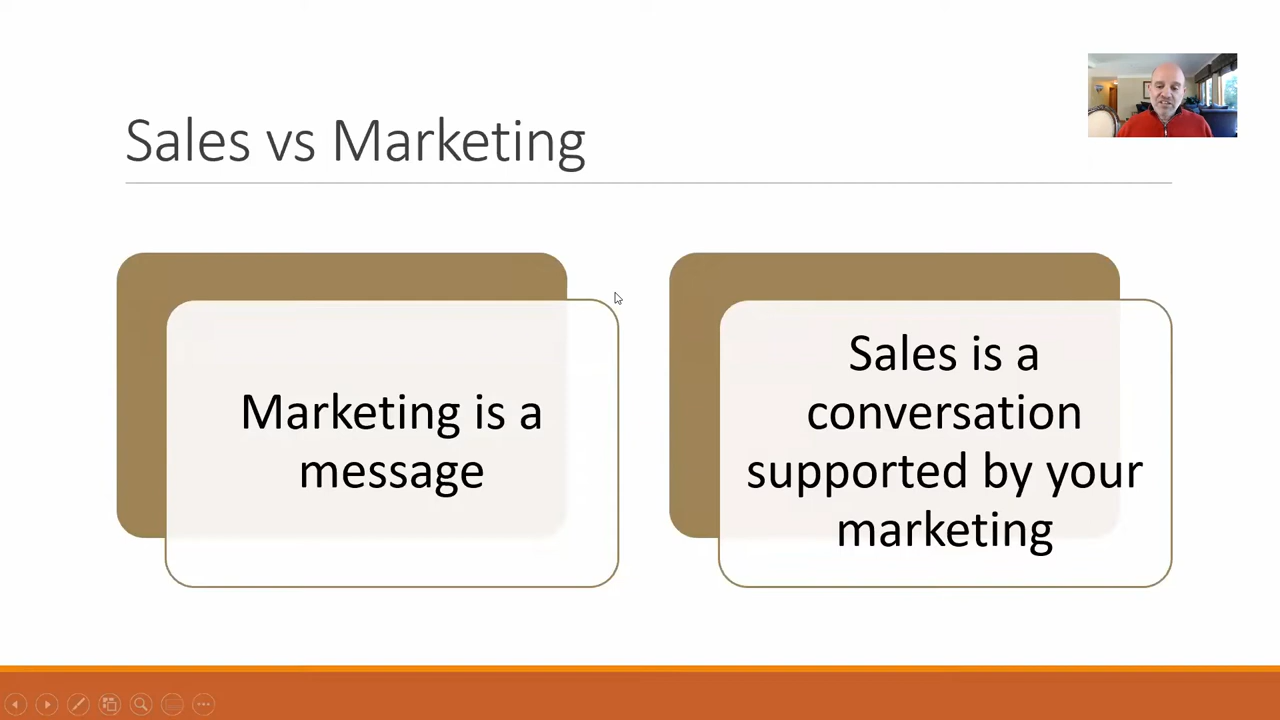 Sales vs Marketing
Marketing is a
message
Sales is a
conversation
supported by your
marketing